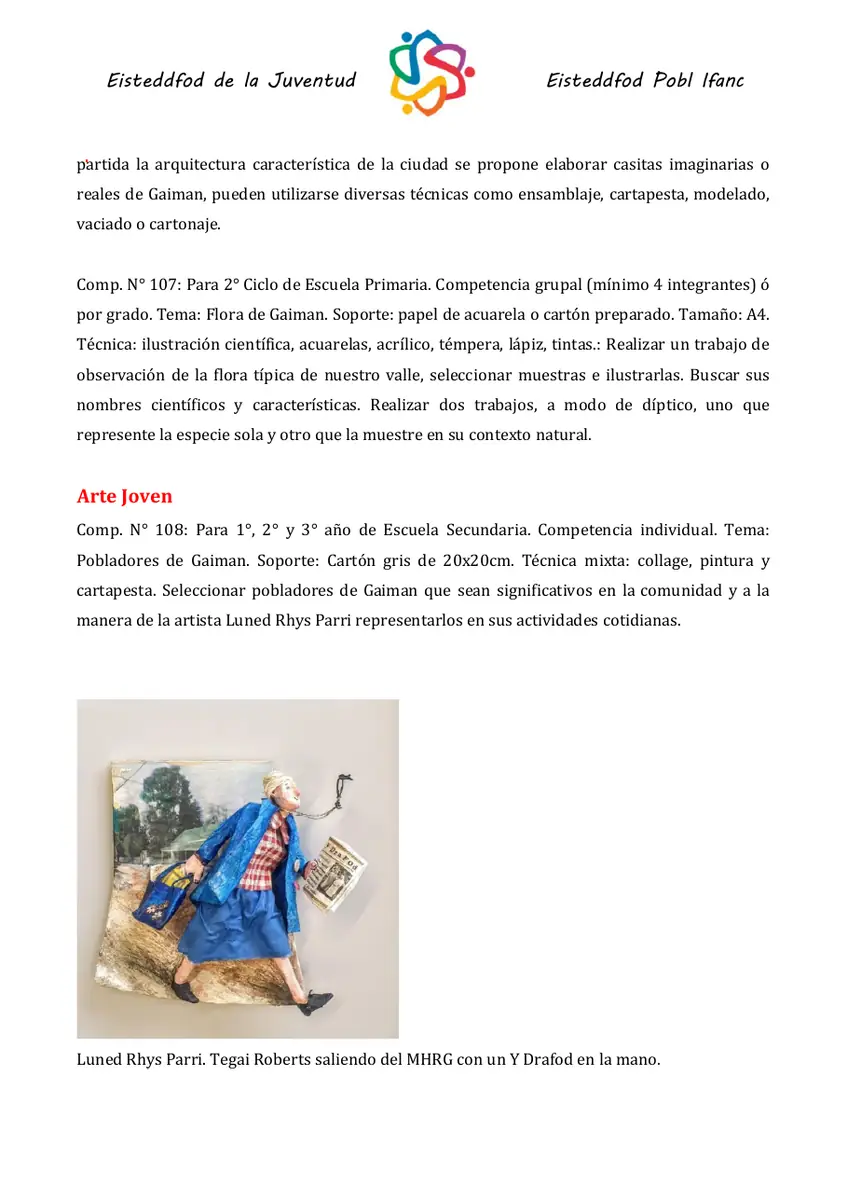 Eisteddfod de la Juventud
Eisteddfod Pobl Ifanc
partida la arquitectura característica de la ciudad se propone elaborar casitas imaginarias o
reales de Gaiman, pueden utilizarse diversas técnicas como ensamblaje, cartapesta, modelado,
vaciado o cartonaje.
Comp. N° 107: Para 2° Ciclo de Escuela Primaria. Competencia grupal (mínimo 4 integrantes) ó
por grado. Tema: Flora de Gaiman. Soporte: papel de acuarela o cartón preparado. Tamaño: A4.
Técnica: ilustración científica, acuarelas, acrílico, témpera, lápiz, tintas.: Realizar un trabajo de
observación de la flora típica de nuestro valle, seleccionar muestras e ilustrarlas. Buscar sus
nombres científicos y características. Realizar dos trabajos, a modo de díptico, uno que
represente la especie sola y otro que la muestre en su contexto natural.
Arte Joven
Comp. N° 108: Para 1°, 2° y 3° año de Escuela Secundaria. Competencia individual. Tema:
Pobladores de Gaiman. Soporte: Cartón gris de 20x20cm. Técnica mixta: collage, pintura y
cartapesta. Seleccionar pobladores de Gaiman que sean significativos en la comunidad y a la
manera de la artista Luned Rhys Parri representarlos en sus actividades cotidianas.
Luned Rhys Parri. Tegai Roberts saliendo del MHRG con un Y Drafod en la mano.